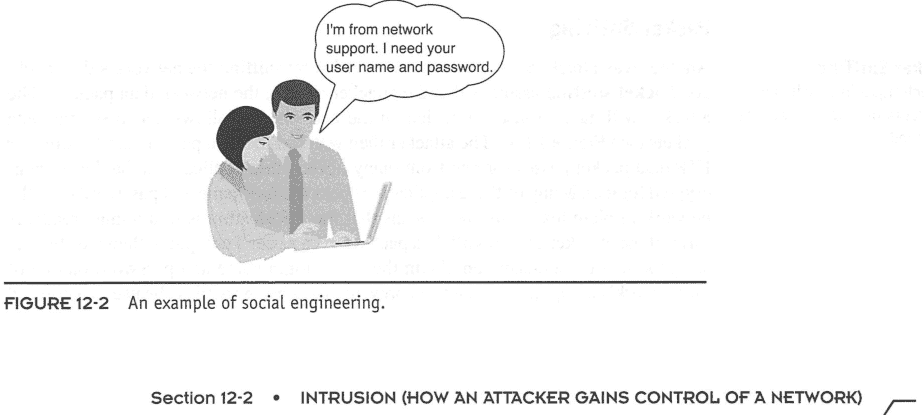 I'm from network
support. I need your
user name and password.
FIGURE 12-2 An example of social engineering.
Section 12-2 • INTRUSION (HOW AN ATTACKER GAINS CONTROL OF A NETWORK)